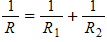 1/R = 1/R₁ + 1/R₂